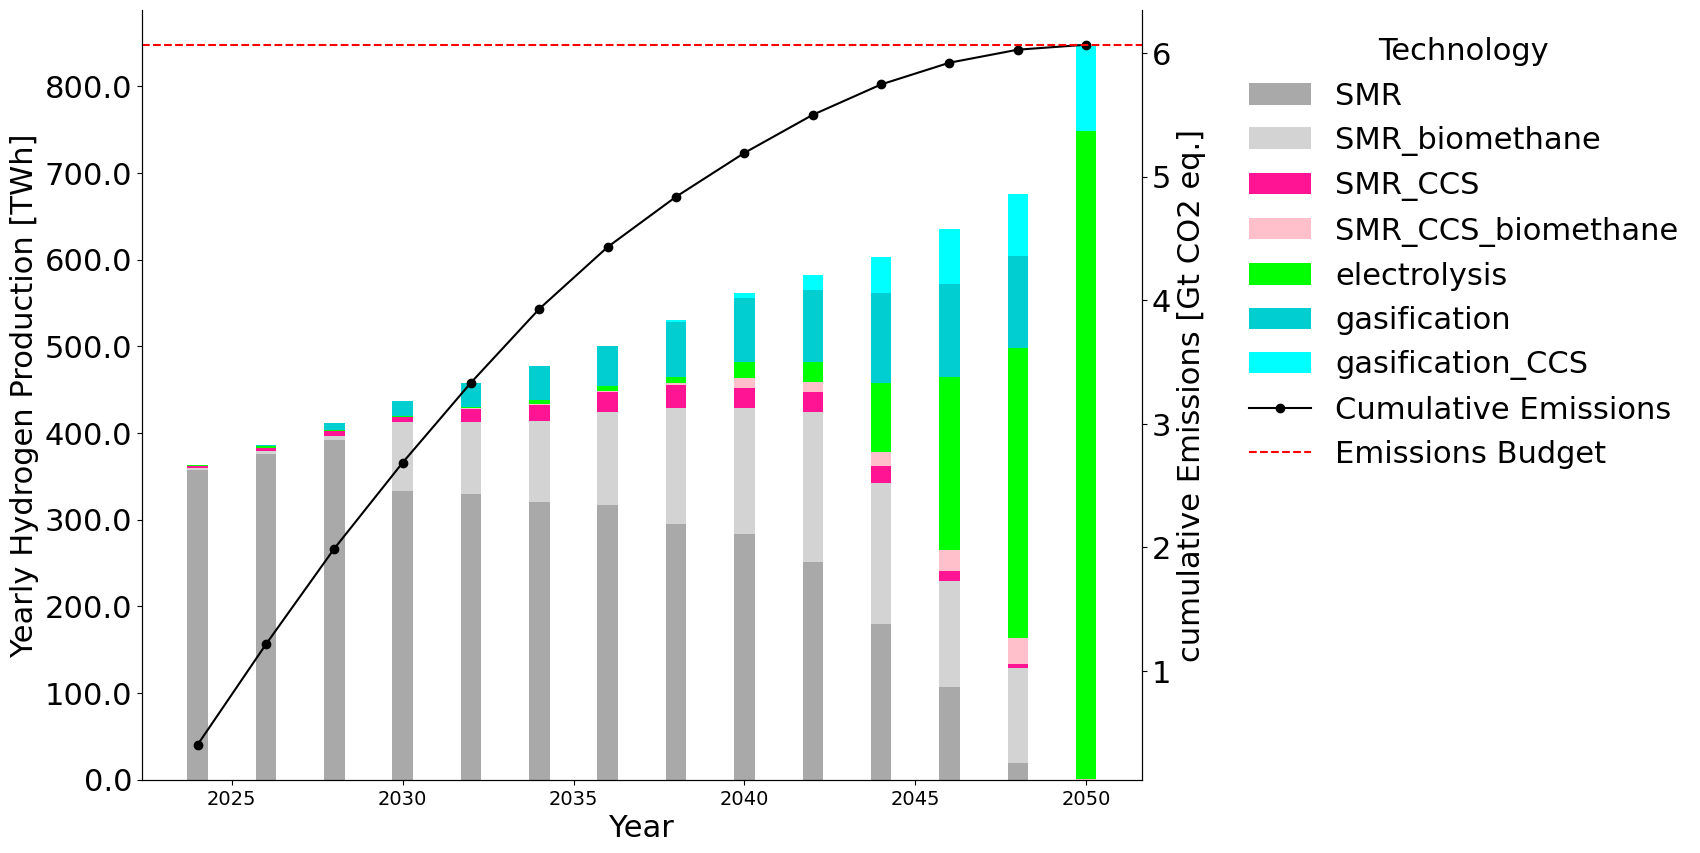 Yearly Hydrogen Production [TWh]
800.0
700.0
600.0
500.0
400.0
300.0
200.0
100.0
0.0
2025
2030
2035
2040
2045
2050
Year
6
5
4
3
2
1
cumulative Emissions [Gt CO2 eq.]
Technology
SMR
SMR_biomethane
SMR_CCS
SMR_CCS_biomethane
electrolysis
gasification
gasification_CCS
Cumulative Emissions
Emissions Budget